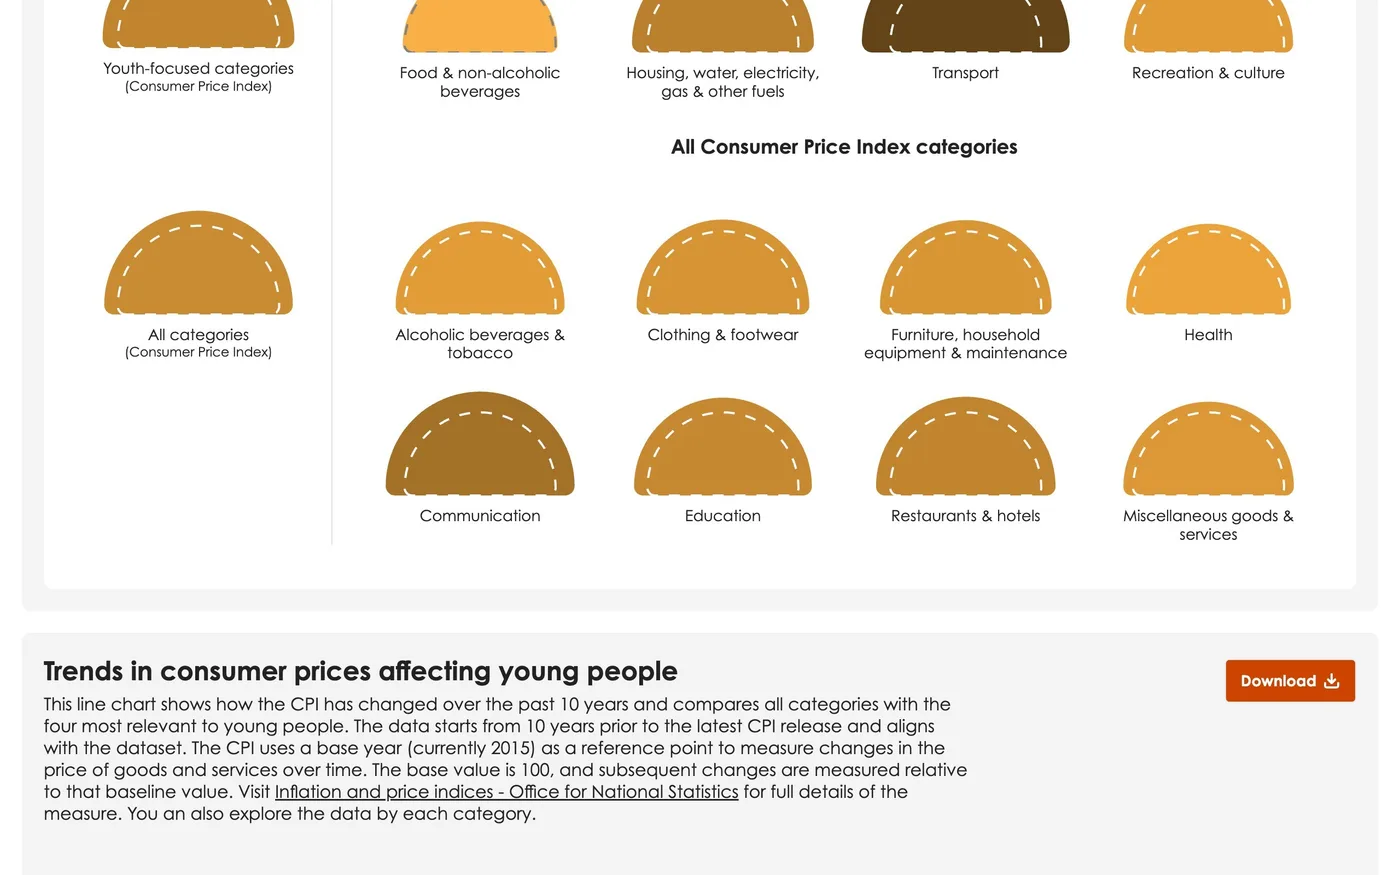 Youth-focused categories
(Consumer Price Index)
Food & non-alcoholic
beverages
Housing, water, electricity,
gas & other fuels
Transport
Recreation & culture
All Consumer Price Index categories
All categories
(Consumer Price Index)
Alcoholic beverages &
tobacco
Clothing & footwear
Furniture, household
equipment & maintenance
Health
Communication
Education
Restaurants & hotels
Miscellaneous goods &
services
Trends in consumer prices affecting young people
Download
This line chart shows how the CPI has changed over the past 10 years and compares all categories with the
four most relevant to young people. The data starts from 10 years prior to the latest CPI release and aligns
with the dataset. The CPI uses a base year (currently 2015) as a reference point to measure changes in the
price of goods and services over time. The base value is 100, and subsequent changes are measured relative
to that baseline value. Visit Inflation and price indices - Office for National Statistics for full details of the
measure. You an also explore the data by each category.